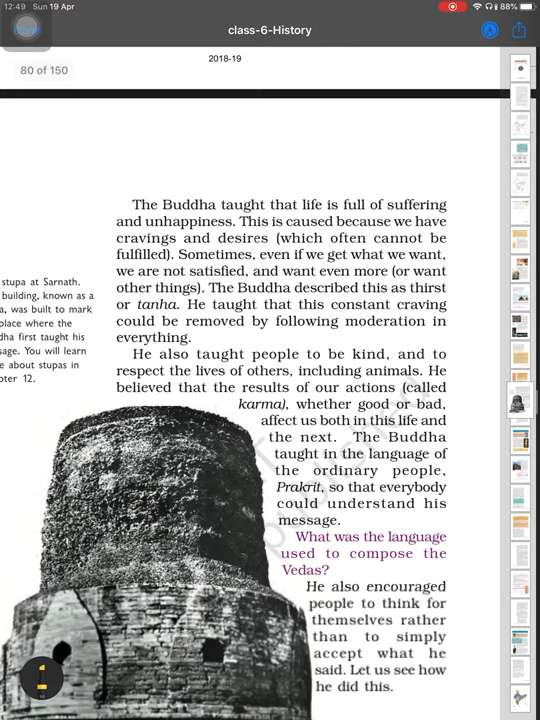 12:49 Sun 19 Apr
88%
class-6-History
2018-19
80 of 150
The Buddha taught that life is full of suffering
and unhappiness. This is caused because we have
cravings and desires (which often cannot be
fulfilled). Sometimes, even if we get what we want,
we are not satisfied, and want even more (or want
other things). The Buddha described this as thirst
or tanha. He taught that this constant craving
could be removed by following moderation in
everything.
stupa at Sarnath.
building, known as a
a, was built to mark
place where the
dha first taught his
sage. You will learn
e about stupas in
pter 12.
He also taught people to be kind, and to
respect the lives of others, including animals. He
believed that the results of our actions (called
karma), whether good or bad,
affect us both in this life and
the next. The Buddha
taught in the language of
the ordinary people,
Prakrit, so that everybody
could understand his
message.
What was the language
used to compose the
Vedas?
He also encouraged
people to think for
themselves rather
than to simply
accept what he
said. Let us see how
he did this.